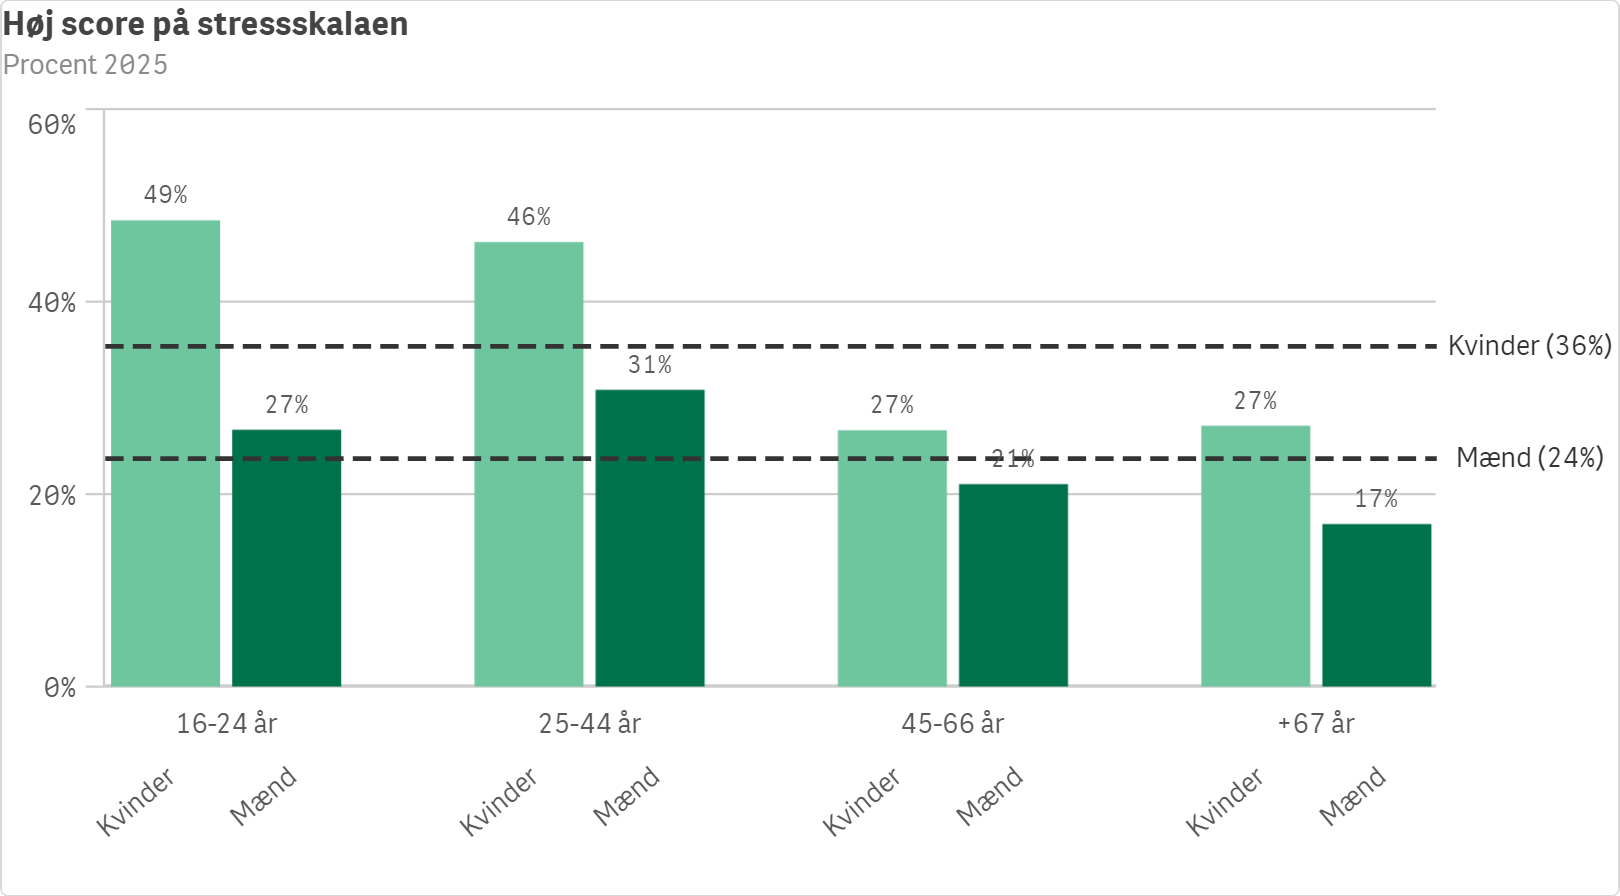 Høj score på stressskalaen
Procent 2025
60%
49%
46%
40%
Kvinder (36%)
31%
27%
27%
27%
Mænd (24%)
21%
20%
17%
0%
16-24 år
25-44 år
45-66 år
+67 år
Kvinder
Mænd
Kvinder
Mænd
Kvinder
Mænd
Kvinder
Mænd